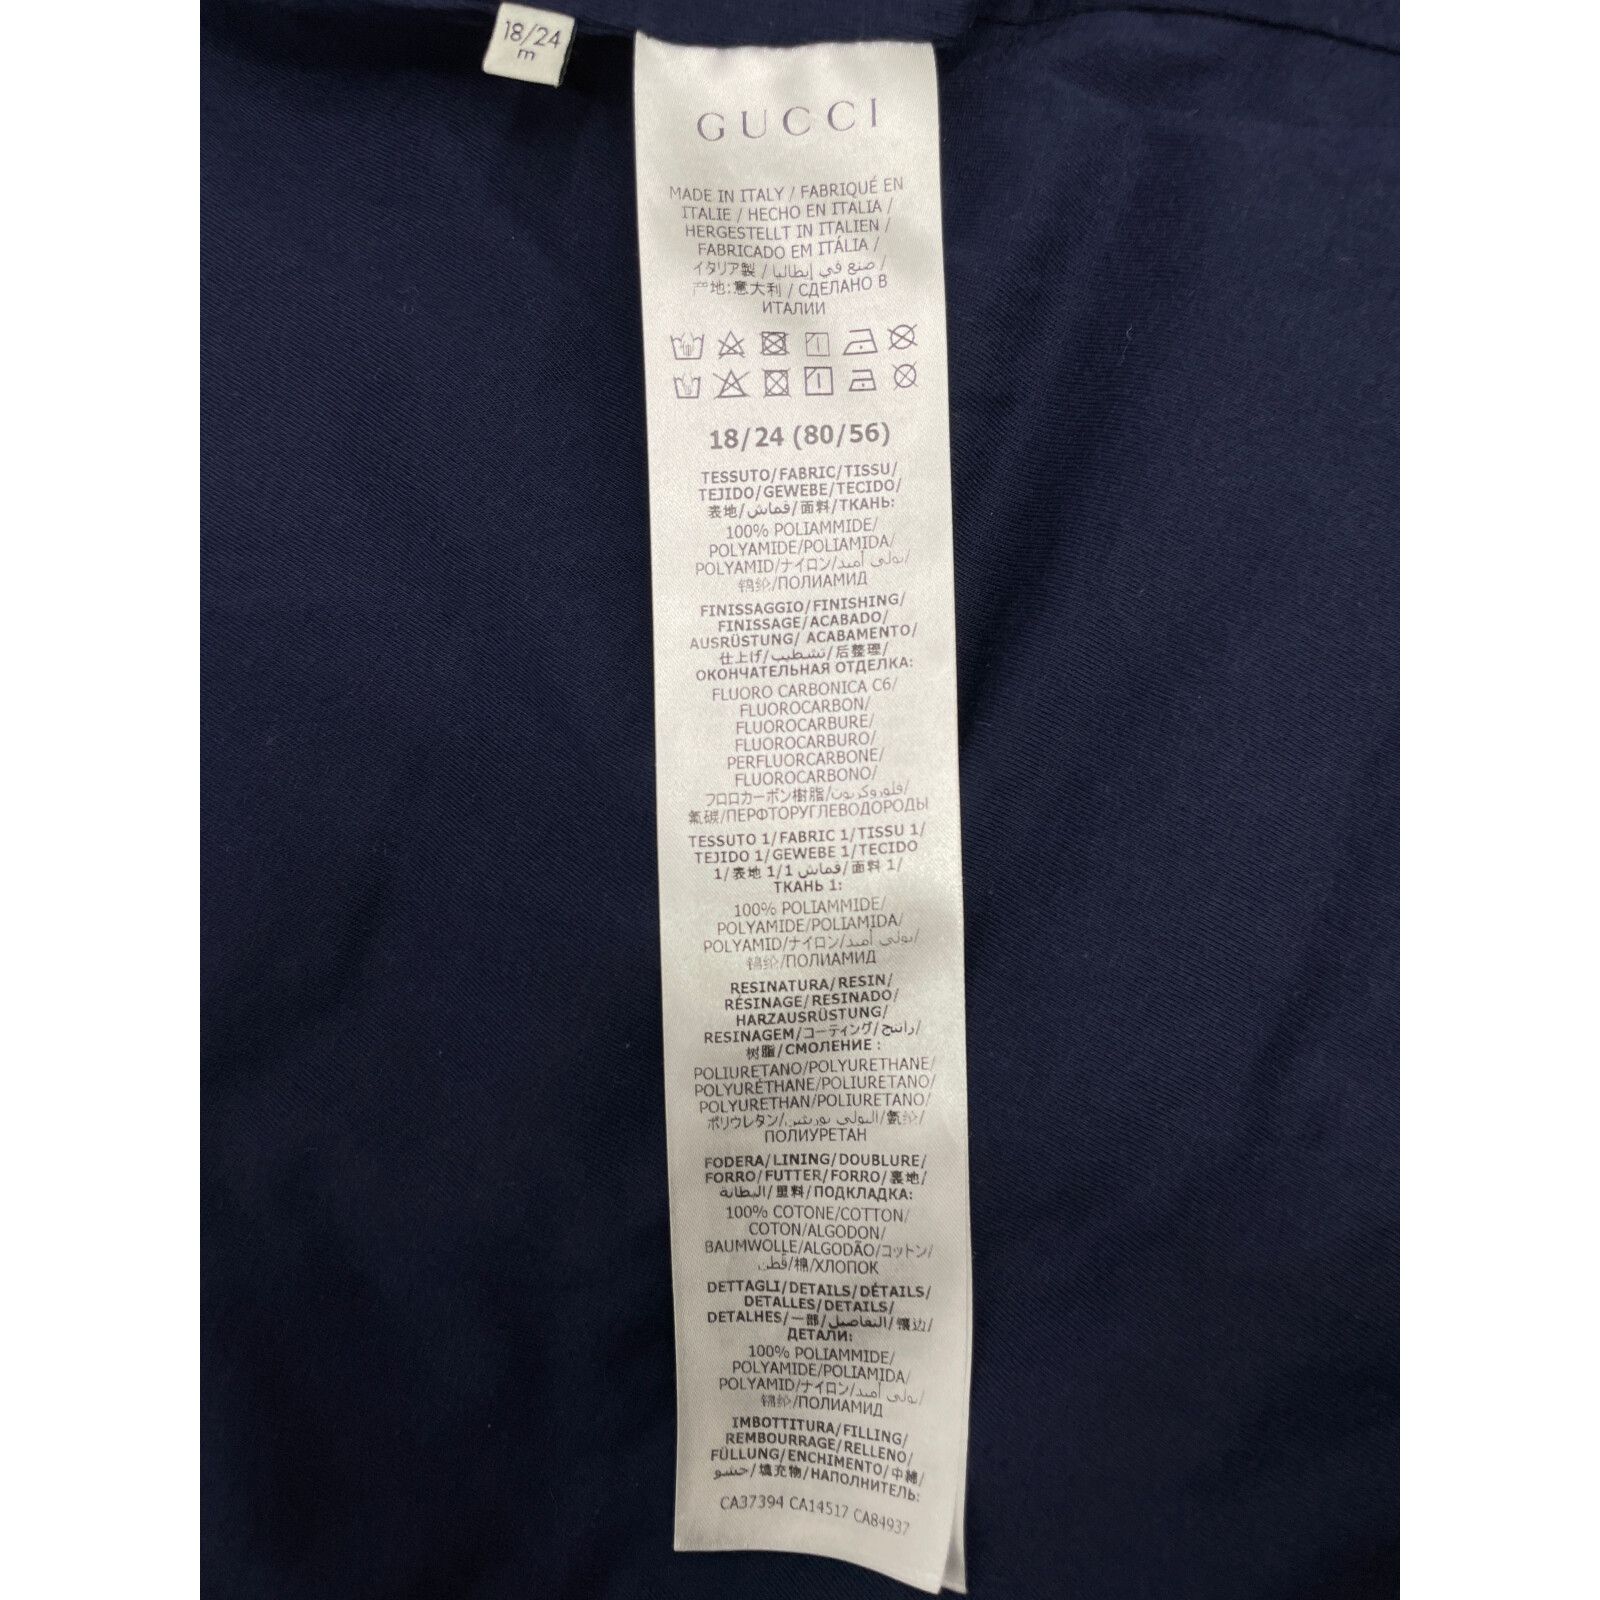 18/24
m
GUCCI
MADE IN ITALY / FABRIQUÉ EN
ITALIE / HECHO EN ITALIA /
HERGESTELLT IN ITALIEN /
FABRICADO EM ITÁLIA /
イタリア製 / صنع في إيطاليا /
产地:意大利 / СДЕЛАНО В
ИТАЛИИ
18/24 (80/56)
TESSUTO/FABRIC/TISSU/
TEJIDO/GEWEBE/TECIDO/
表地/قماش/面料/ТКАНЬ:
100% POLIAMMIDE/
POLYAMIDE/POLIAMIDA/
POLYAMID/ナイロン/بولي أميد/
锦纶/ПОЛИАМИД
FINISSAGGIO/FINISHING/
FINISSAGE/ACABADO/
AUSRÜSTUNG/ ACABAMENTO/
仕上げ/تشطيب/后整理/
ОКОНЧАТЕЛЬНАЯ ОТДЕЛКА:
FLUORO CARBONICA C6/
FLUOROCARBON/
FLUOROCARBURE/
FLUOROCARBURO/
PERFLUORCARBONE/
FLUOROCARBONO/
フロロカーボン樹脂/فلوروكربون/
氟碳/ПЕРФТОРУГЛЕВОДОРОДЫ
TESSUTO 1/FABRIC 1/TISSU 1/
TEJIDO 1/GEWEBE 1/TECIDO
1/表地 1/قماش 1/面料 1/
ТКАНЬ 1:
100% POLIAMMIDE/
POLYAMIDE/POLIAMIDA/
POLYAMID/ナイロン/بولي أميد/
锦纶/ПОЛИАМИД
RESINATURA/RESIN/
RÉSINAGE/RESINADO/
HARZAUSRÜSTUNG/
RESINAGEM/コーティング/راتنج/
树脂/СМОЛЕНИЕ :
POLIURETANO/POLYURETHANE/
POLYURÉTHANE/POLIURETANO/
POLYURETHAN/POLIURETANO/
ポリウレタン/البولي يوريثين/氨纶/
ПОЛИУРЕТАН
FODERA/LINING/DOUBLURE/
FORRO/FUTTER/FORRO/裏地/
البطانة/里料/ПОДКЛАДКА:
100% COTONE/COTTON/
COTON/ALGODON/
BAUMWOLLE/ALGODÃO/コットン/
قطن/棉/ХЛОПОК
DETTAGLI/DETAILS/DÉTAILS/
DETALLES/DETAILS/
DETALHES/一部/التفاصيل/镶边/
ДЕТАЛИ:
100% POLIAMMIDE/
POLYAMIDE/POLIAMIDA/
POLYAMID/ナイロン/بولي أميد/
锦纶/ПОЛИАМИД
IMBOTTITURA/FILLING/
REMBOURRAGE/RELLENO/
FÜLLUNG/ENCHIMENTO/中綿/
حشو/填充物/НАПОЛНИТЕЛЬ:
CA37394 CA14517 CA84937